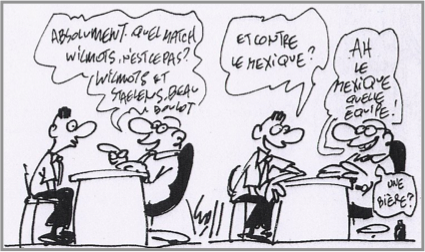 ABSOLUMENT. QUEL MATCH
WILMOTS, N'EST CE PAS?
WILMOTS ET
STAELENS, BEAU
BOULOT
ET CONTRE
LE MEXIQUE?
AH
LE
MEXIQUE
QUELLE
EQUIPE!
UNE
BIÈRE?